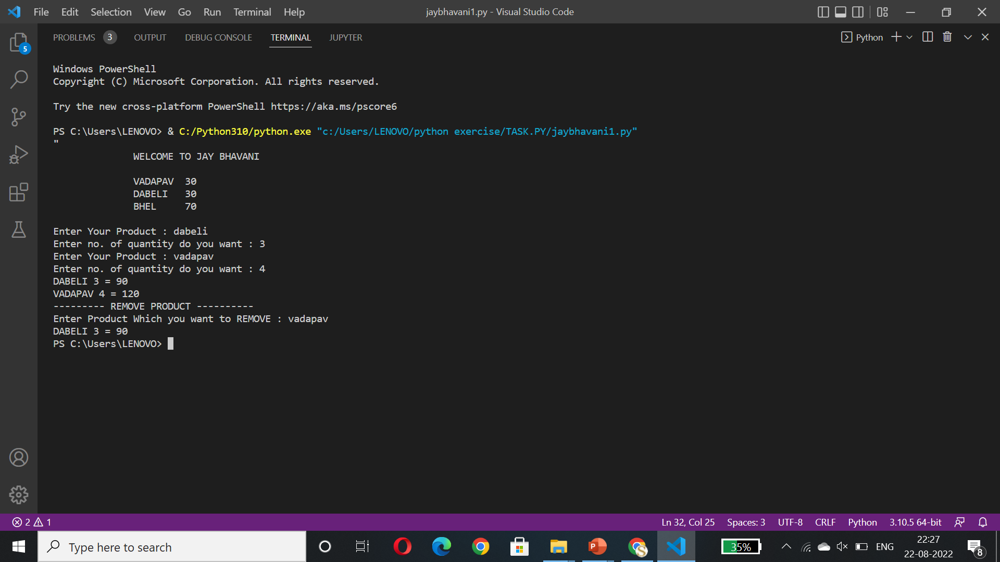 File Edit Selection View Go Run Terminal Help jaybhavani1.py - Visual Studio Code
PROBLEMS 3 OUTPUT DEBUG CONSOLE TERMINAL JUPYTER Python
5
Windows PowerShell
Copyright (C) Microsoft Corporation. All rights reserved.
Try the new cross-platform PowerShell https://aka.ms/pscore6
PS C:\Users\LENOVO> & C:/Python310/python.exe "c:/Users/LENOVO/python exercise/TASK.PY/jaybhavani1.py"
"
WELCOME TO JAY BHAVANI
VADAPAV 30
DABELI 30
BHEL 70
Enter Your Product : dabeli
Enter no. of quantity do you want : 3
Enter Your Product : vadapav
Enter no. of quantity do you want : 4
DABELI 3 = 90
VADAPAV 4 = 120
--------- REMOVE PRODUCT ----------
Enter Product Which you want to REMOVE : vadapav
DABELI 3 = 90
PS C:\Users\LENOVO>
2 1 Ln 32, Col 25 Spaces: 3 UTF-8 CRLF Python 3.10.5 64-bit
Type here to search P S 35% ENG 22:27
22-08-2022 8